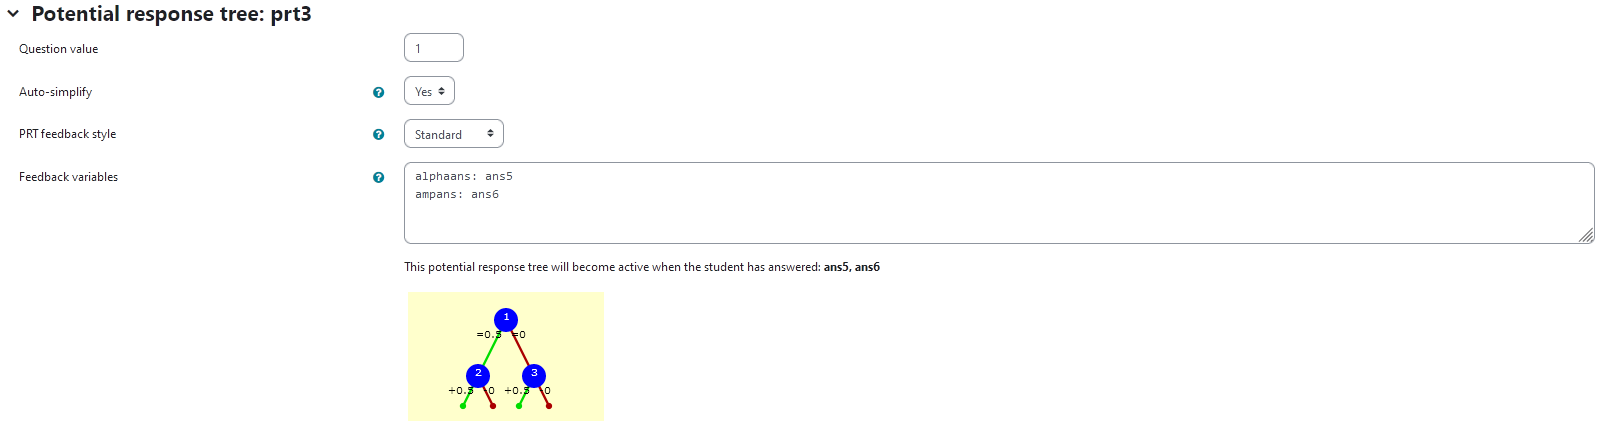 Potential response tree: prt3
Question value
1
Auto-simplify
?
Yes
PRT feedback style
?
Standard
Feedback variables
?
alphaans: ans5
ampans: ans6
This potential response tree will become active when the student has answered: ans5, ans6
1
=0.5 =0
2 3
+0.5 -0 +0.5 -0